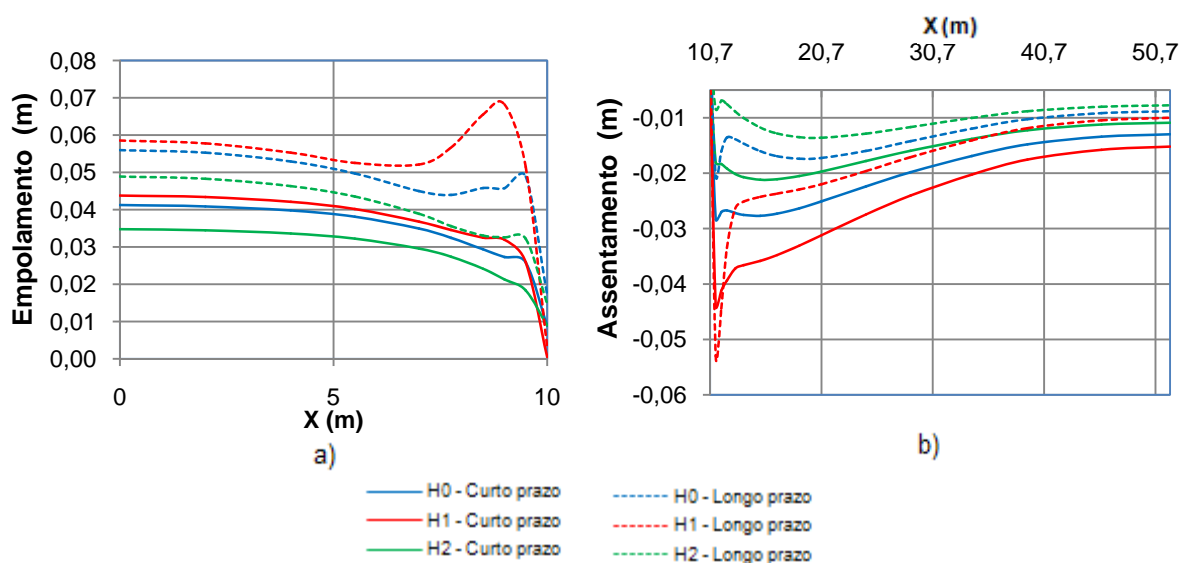 Empolamento (m)
0,08
0,07
0,06
0,05
0,04
0,03
0,02
0,01
0,00
0
5
10
X (m)
a)
X (m)
10,7
20,7
30,7
40,7
50,7
Assentamento (m)
-0,01
-0,02
-0,03
-0,04
-0,05
-0,06
b)
H0 - Curto prazo
H0 - Longo prazo
H1 - Curto prazo
H1 - Longo prazo
H2 - Curto prazo
H2 - Longo prazo